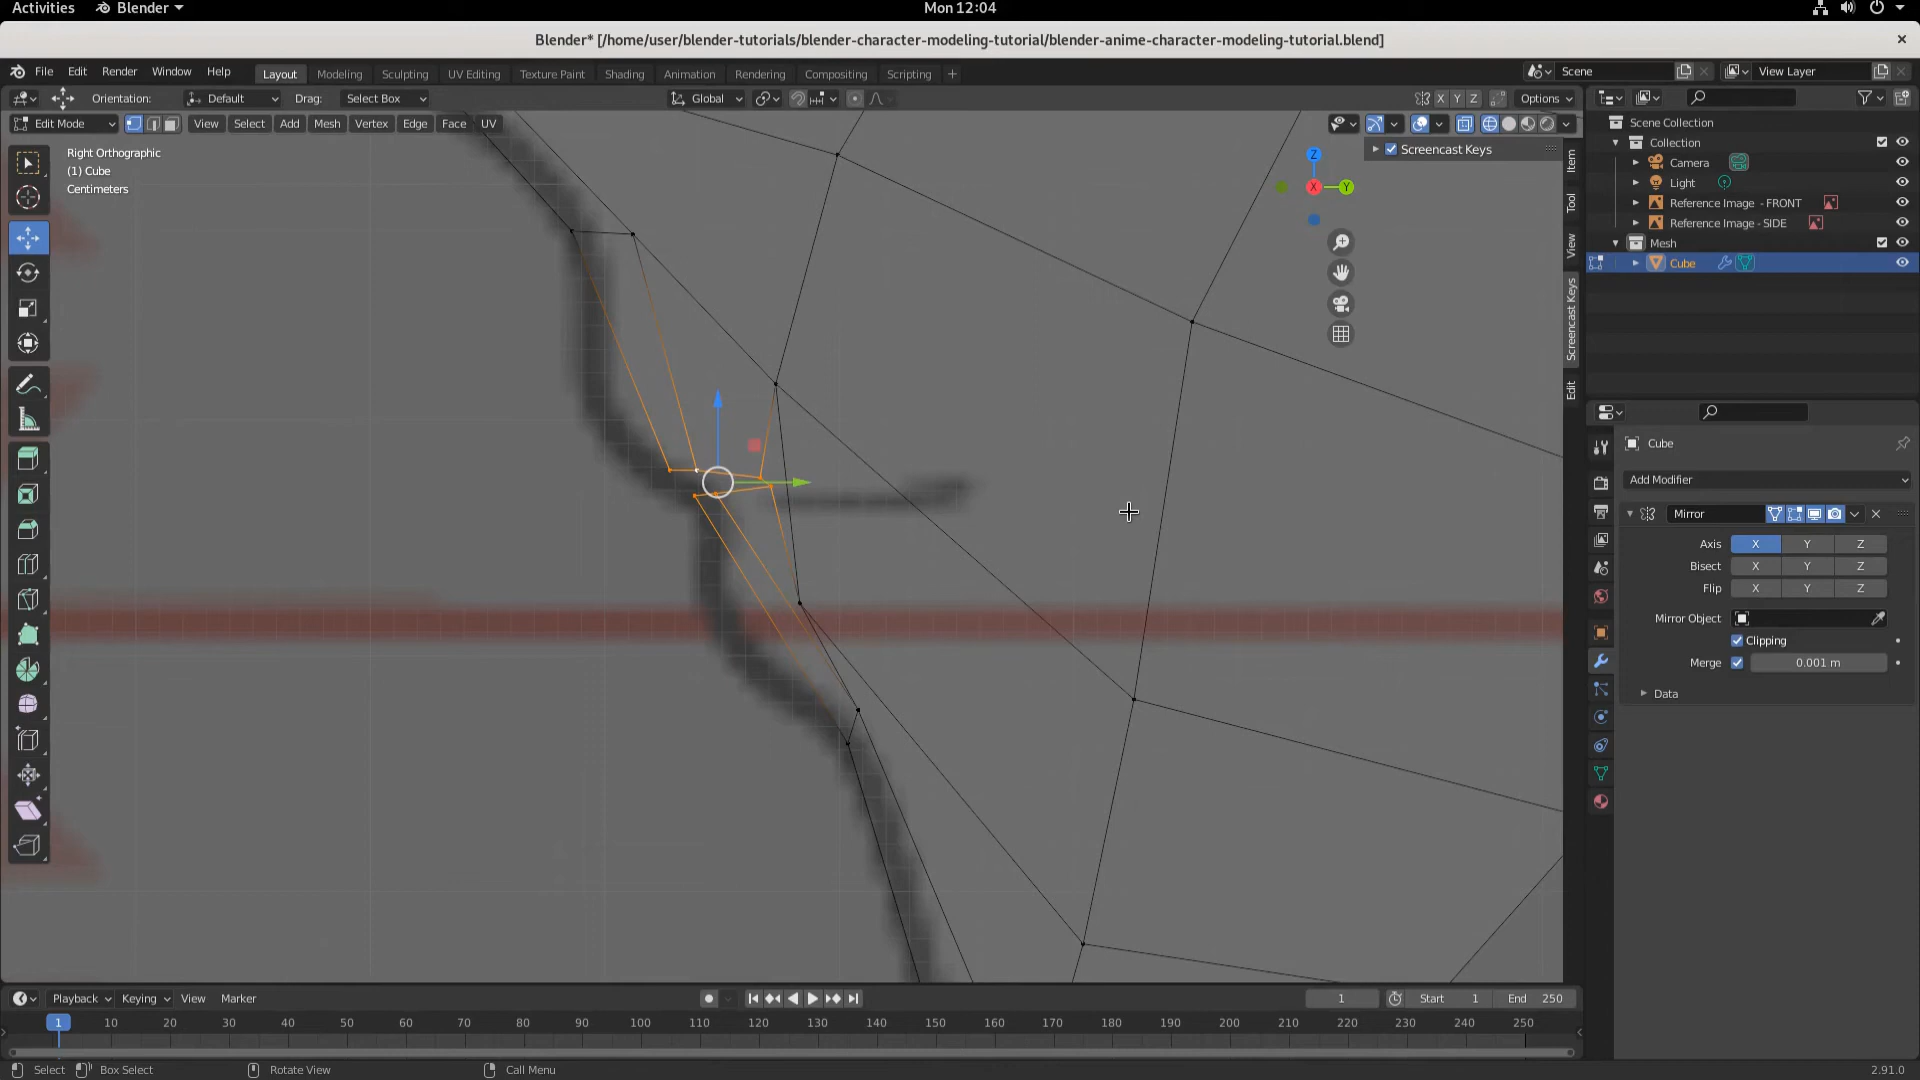 Activities Blender Mon 12:04
Blender* [/home/user/blender-tutorials/blender-character-modeling-tutorial/blender-anime-character-modeling-tutorial.blend]
File Edit Render Window Help Layout Modeling Sculpting UV Editing Texture Paint Shading Animation Rendering Compositing Scripting Scene View Layer
Orientation: Default Drag: Select Box Global X Y Z Options
Edit Mode View Select Add Mesh Vertex Edge Face UV
Scene Collection
Collection
Camera
Light
Reference Image - FRONT
Reference Image - SIDE
Mesh
Cube
Right Orthographic
(1) Cube
Centimeters
Screencast Keys
Z
X
Y
Item
Tool
View
Screencast Keys
Edit
Cube
Add Modifier
Mirror
Axis X Y Z
Bisect X Y Z
Flip X Y Z
Mirror Object
Clipping
Merge 0.001 m
Data
Playback Keying View Marker 1 Start 1 End 250
1 10 20 30 40 50 60 70 80 90 100 110 120 130 140 150 160 170 180 190 200 210 220 230 240 250
Select Box Select Rotate View Call Menu 2.91.0